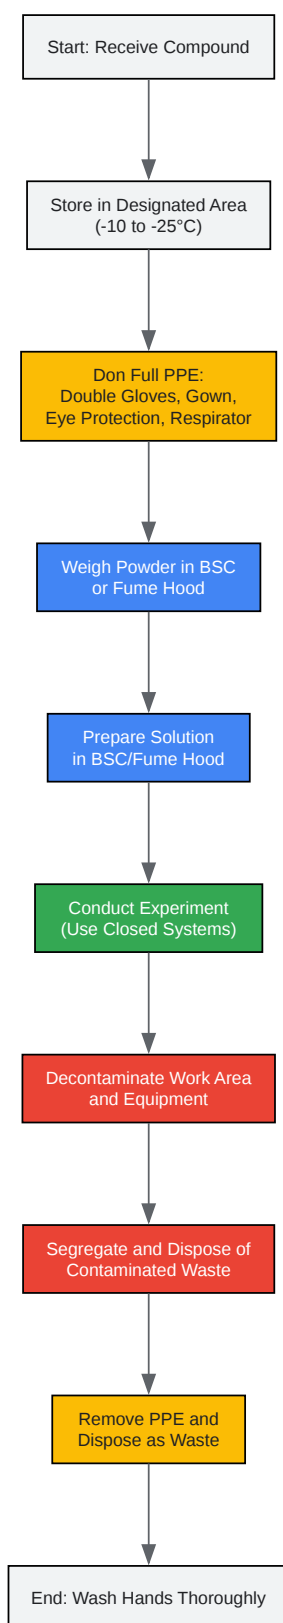 Start: Receive Compound
Store in Designated Area
(-10 to -25°C)
Don Full PPE:
Double Gloves, Gown,
Eye Protection, Respirator
Weigh Powder in BSC
or Fume Hood
Prepare Solution
in BSC/Fume Hood
Conduct Experiment
(Use Closed Systems)
Decontaminate Work Area
and Equipment
Segregate and Dispose of
Contaminated Waste
Remove PPE and
Dispose as Waste
End: Wash Hands Thoroughly